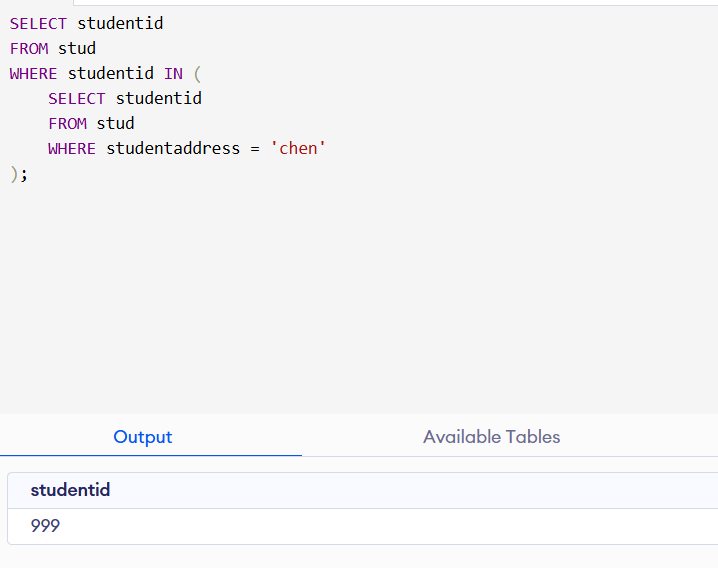 SELECT studentid
FROM stud
WHERE studentid IN (
    SELECT studentid
    FROM stud
    WHERE studentaddress = 'chen'
);
Output Available Tables
studentid
999